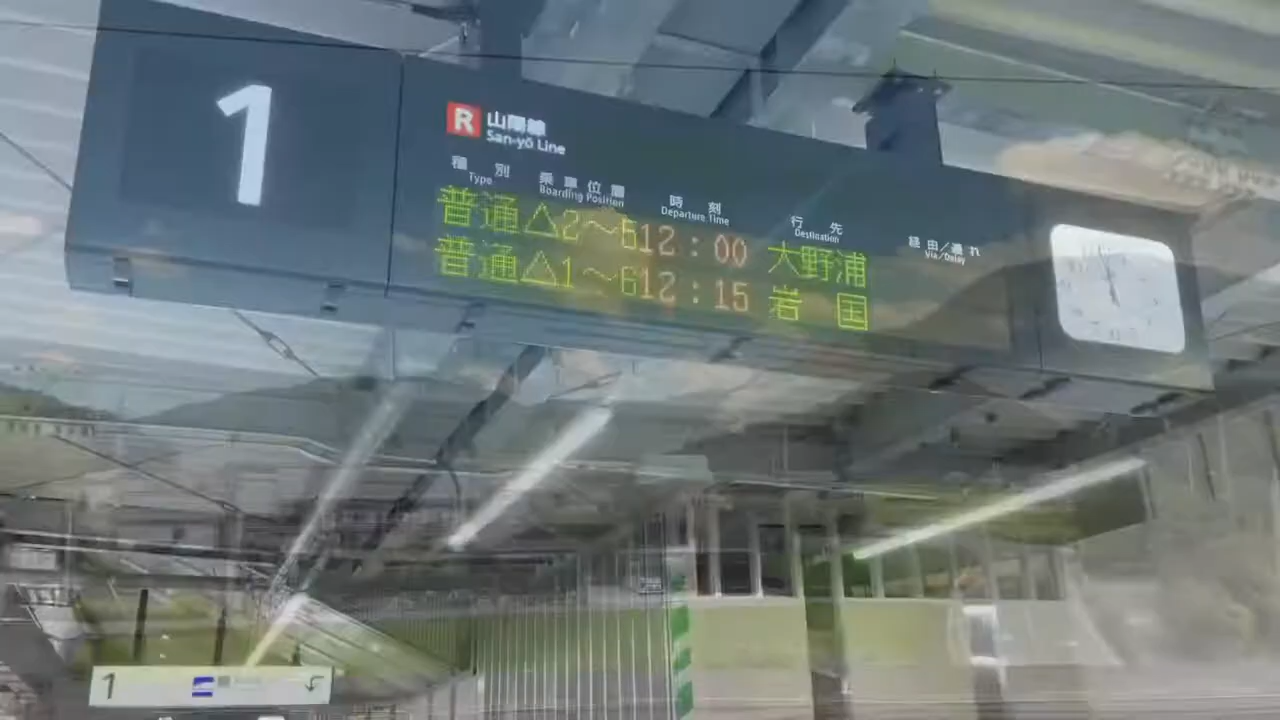 1
R 山陽線
San-yō Line
種別 乗車位置 時刻 行先 経由/遅れ
Type Boarding Position Departure Time Destination Via/Delay
普通 △2～6 12:00 大野浦
普通 △1～6 12:15 岩国
1